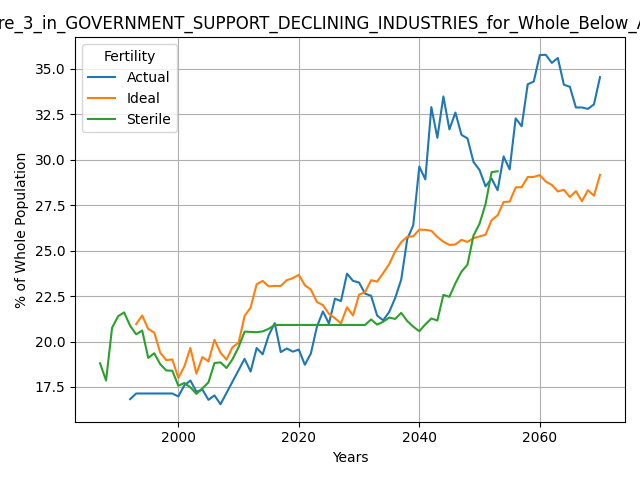 re_3_in_GOVERNMENT_SUPPORT_DECLINING_INDUSTRIES_for_Whole_Below_A
Fertility
Actual
Ideal
Sterile
% of Whole Population
35.0
32.5
30.0
27.5
25.0
22.5
20.0
17.5
2000
2020
2040
2060
Years